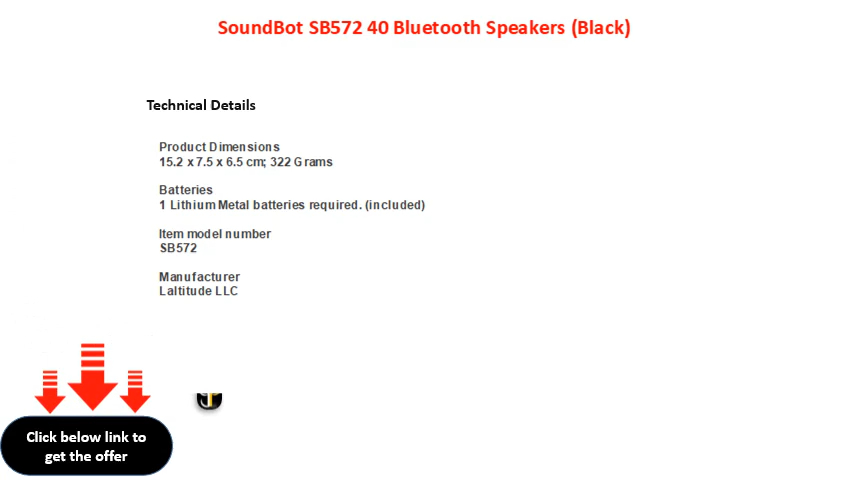 SoundBot SB572 40 Bluetooth Speakers (Black)
Technical Details
Product Dimensions
15.2 x 7.5 x 6.5 cm; 322 Grams
Batteries
1 Lithium Metal batteries required. (included)
Item model number
SB572
Manufacturer
Laltitude LLC
Click below link to
get the offer